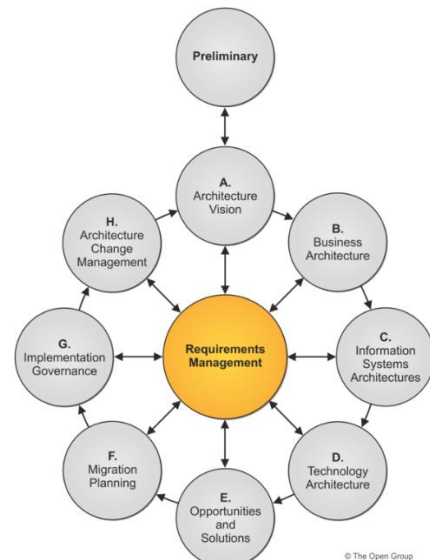 Preliminary
A.
Architecture
Vision
B.
Business
Architecture
C.
Information
Systems
Architectures
D.
Technology
Architecture
E.
Opportunities
and
Solutions
F.
Migration
Planning
G.
Implementation
Governance
H.
Architecture
Change
Management
Requirements
Management
© The Open Group